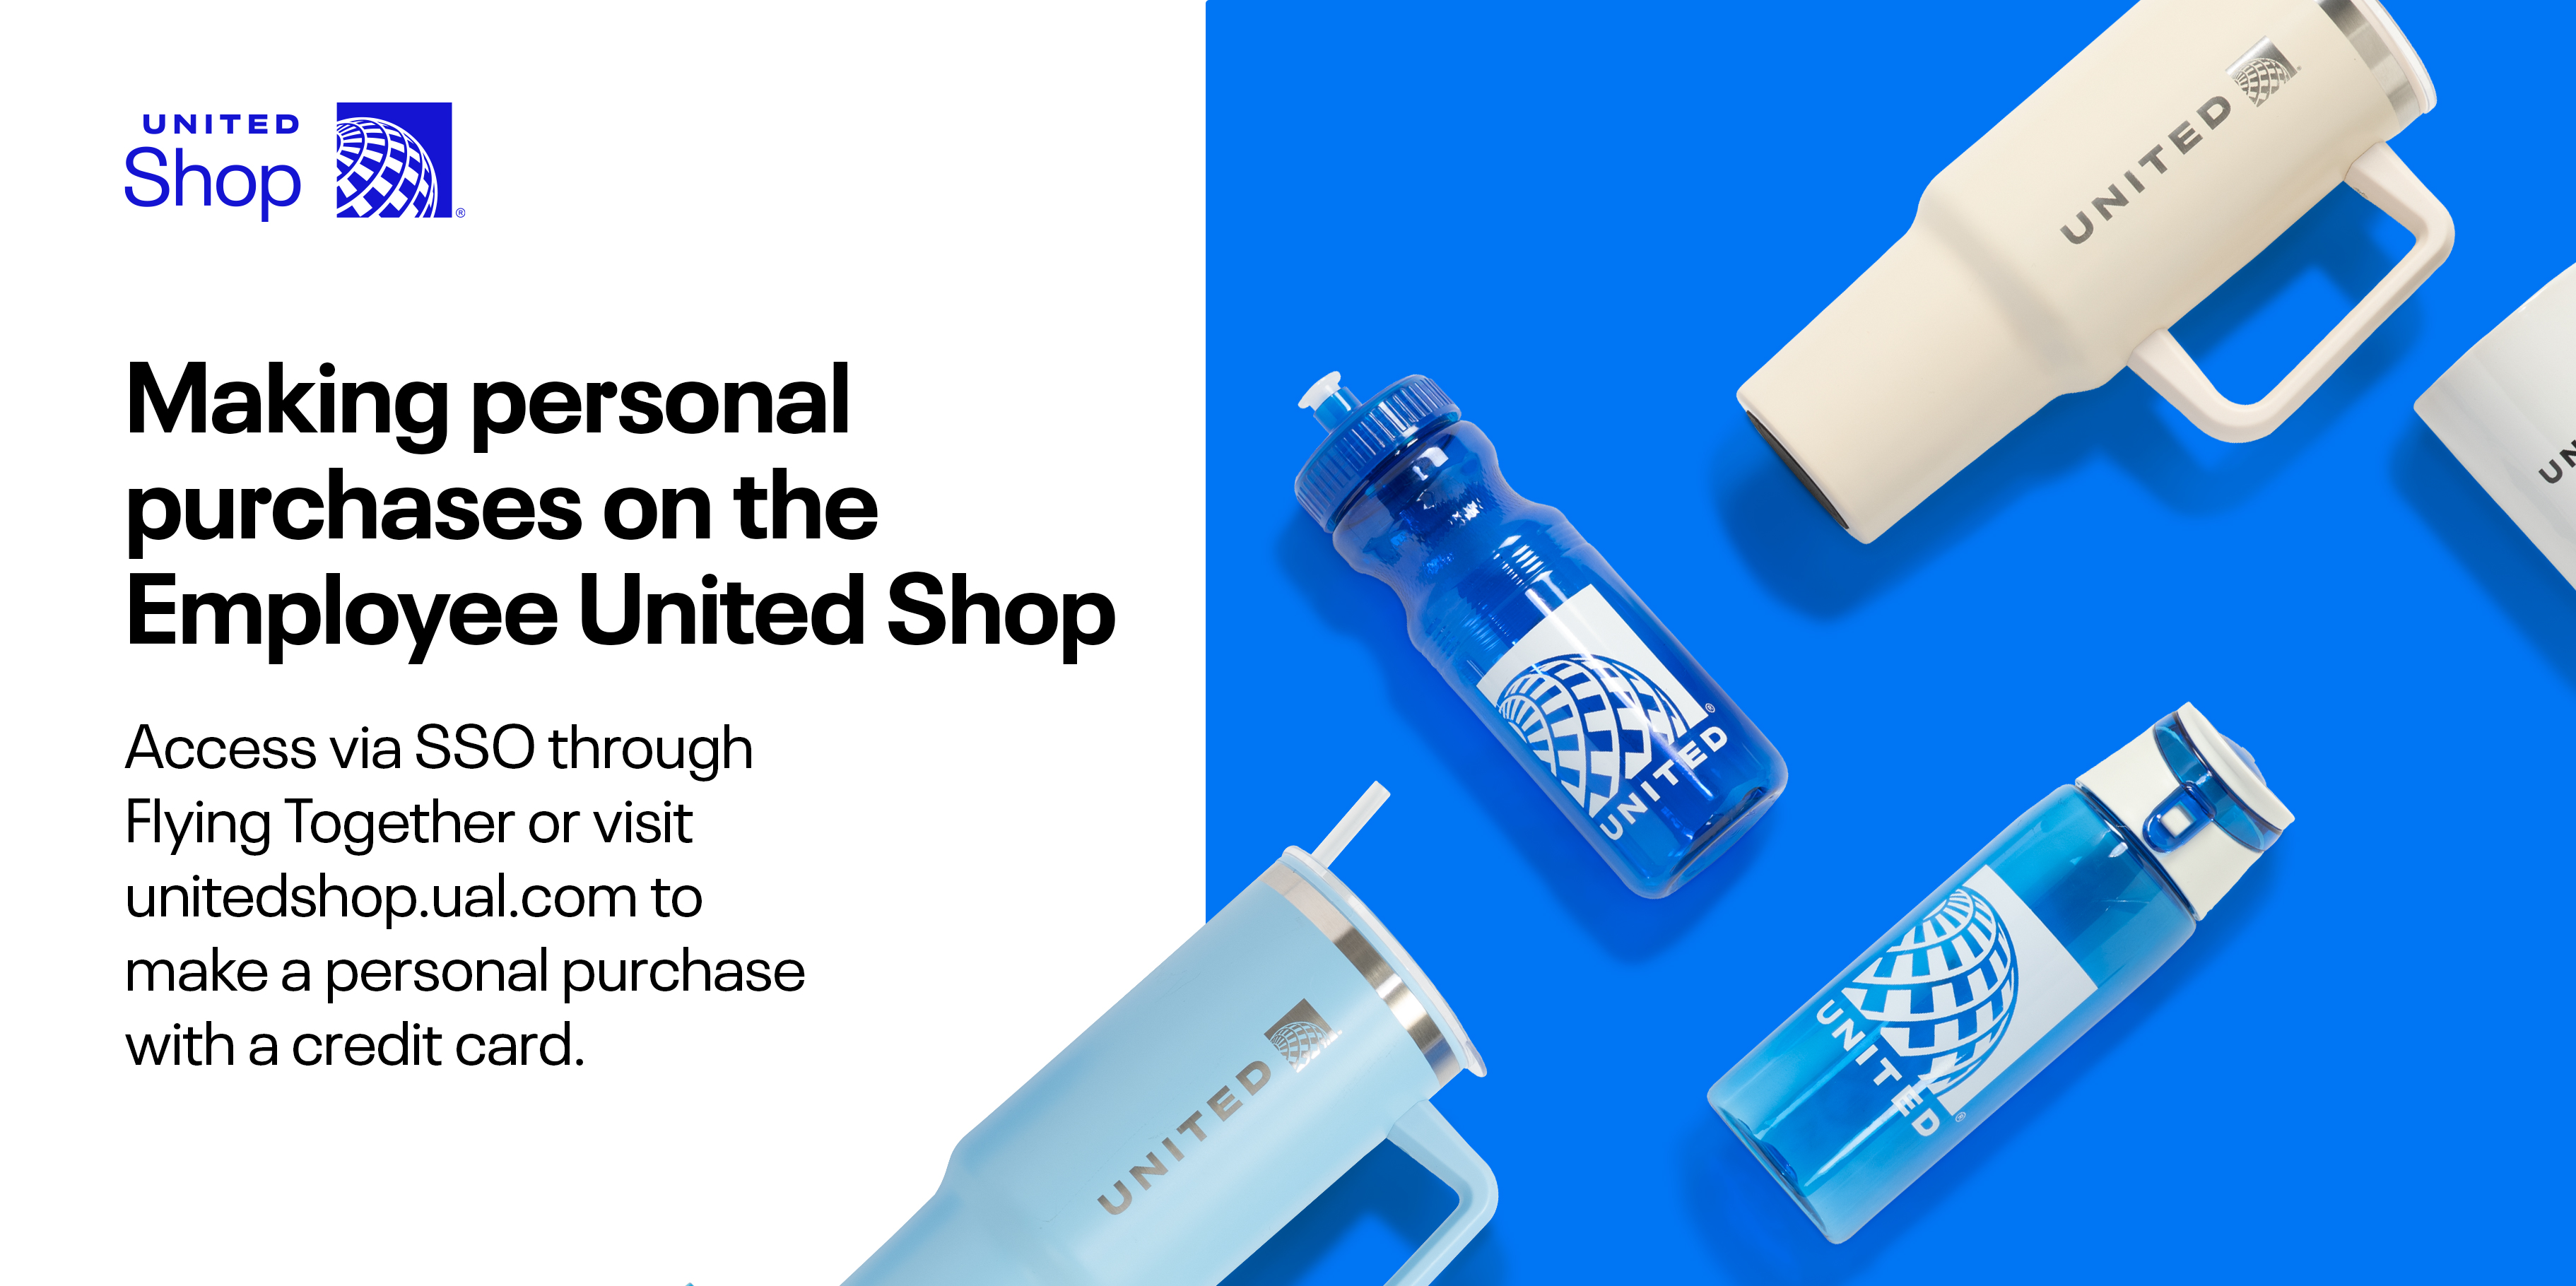 UNITED
Shop
®
Making personal
purchases on the
Employee United Shop
Access via SSO through
Flying Together or visit
unitedshop.ual.com to
make a personal purchase
with a credit card.
UNITED
UN
UNITED
®
UNITED
®
UNITED